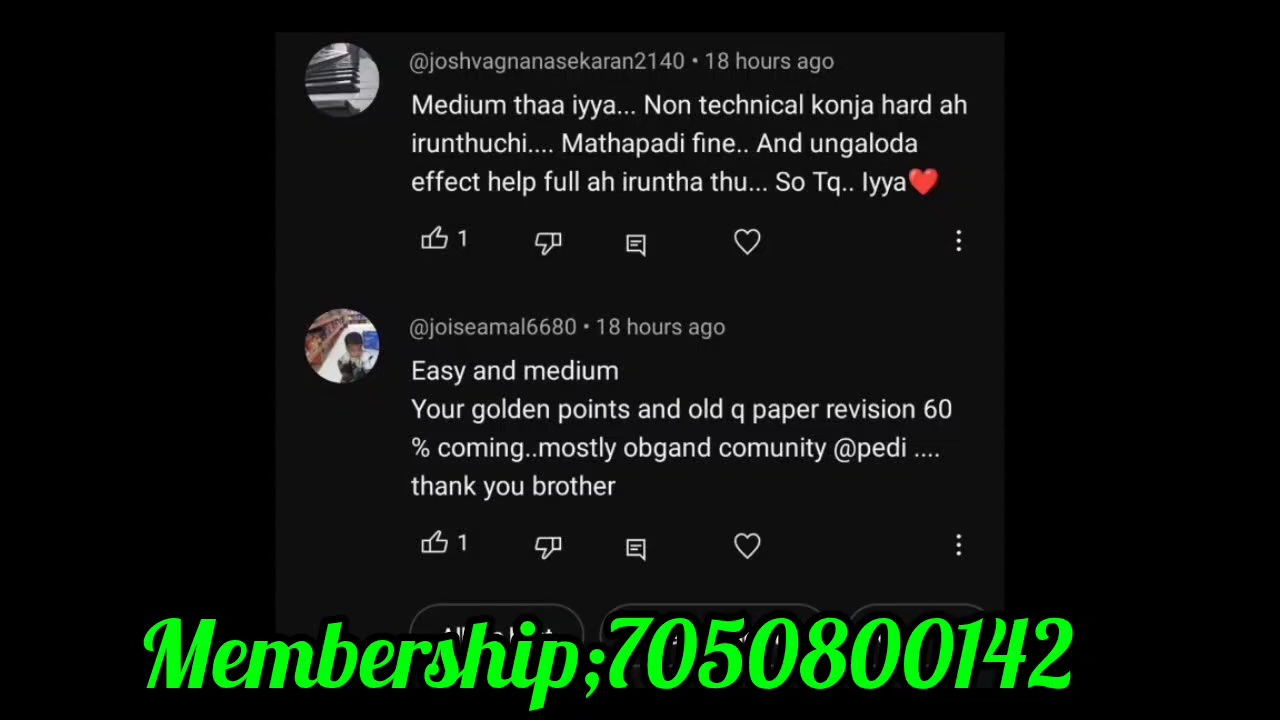 @joshvagnanasekaran2140 • 18 hours ago
Medium thaa iyya... Non technical konja hard ah
irunthuchi.... Mathapadi fine.. And ungaloda
effect help full ah iruntha thu... So Tq.. Iyya❤️
1
@joiseamal6680 • 18 hours ago
Easy and medium
Your golden points and old q paper revision 60
% coming..mostly obgand comunity @pedi ....
thank you brother
1
Membership;7050800142